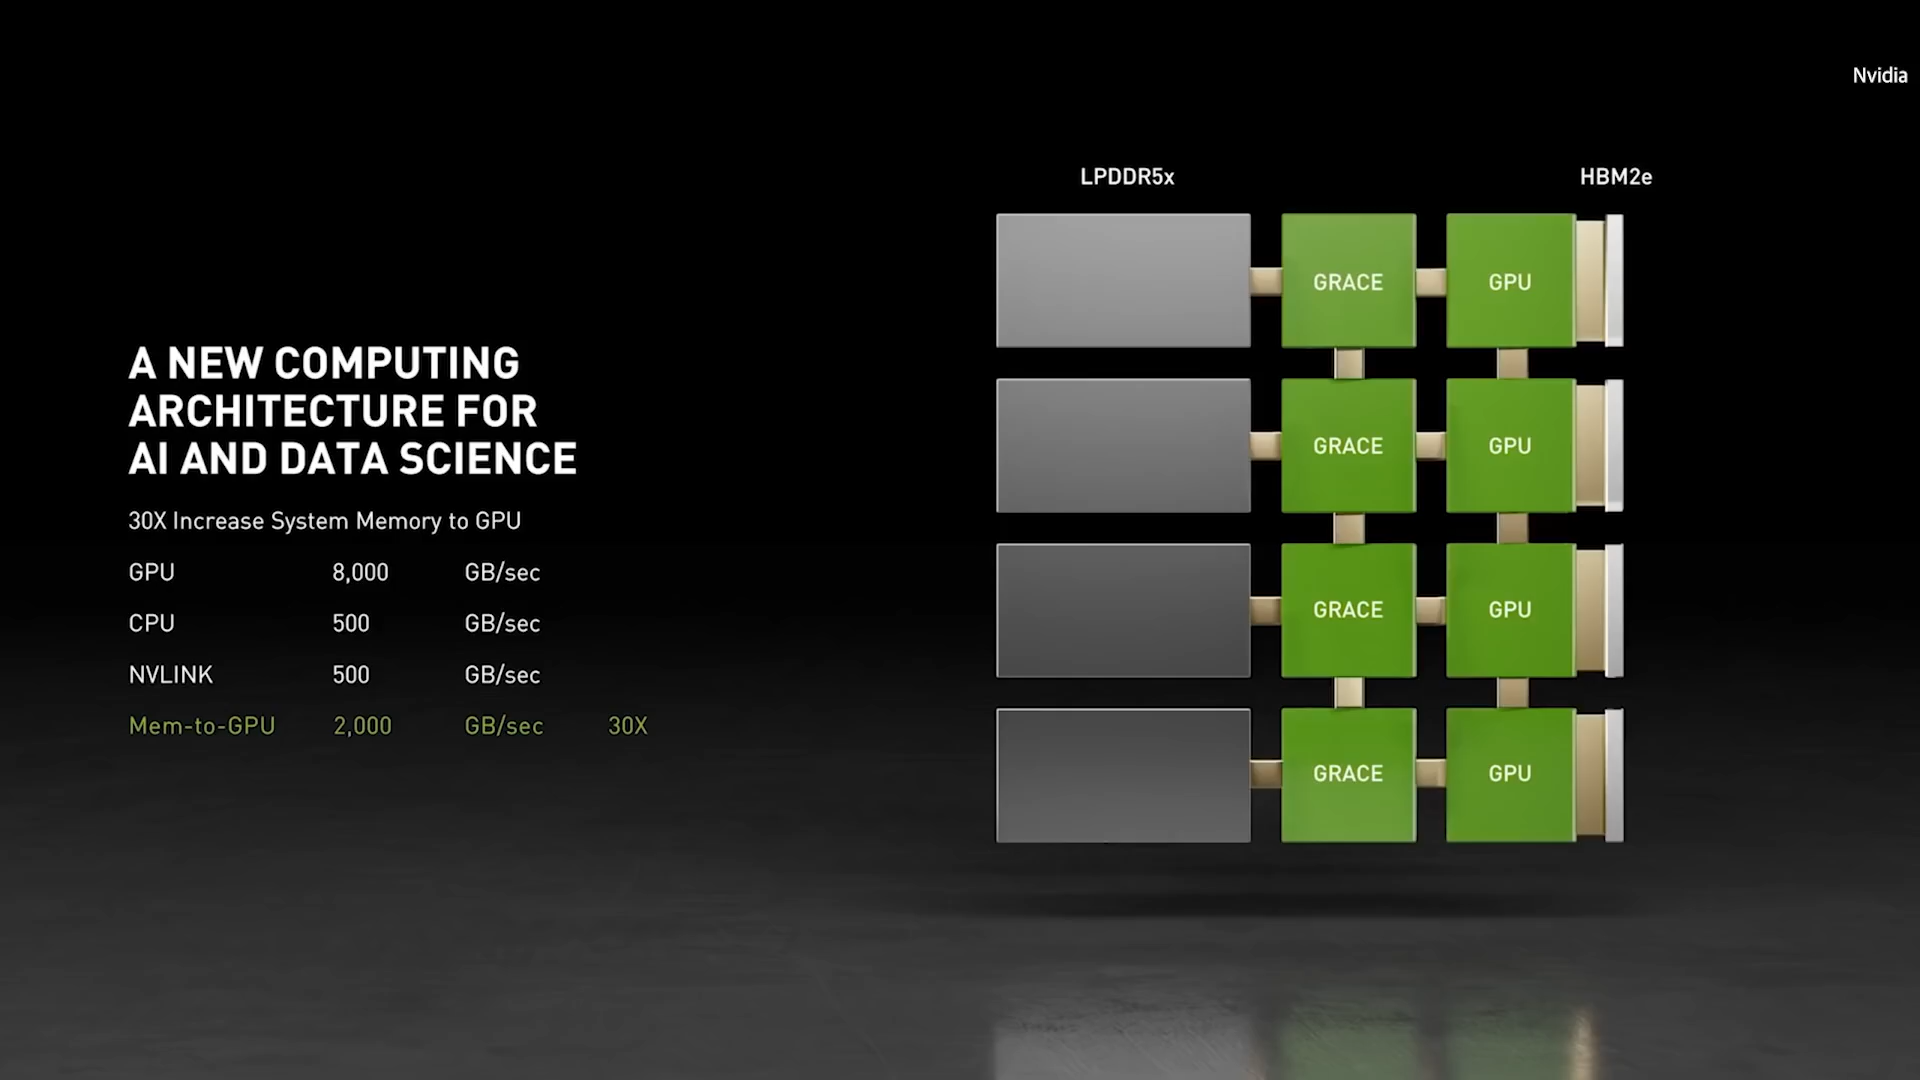 Nvidia
A NEW COMPUTING
ARCHITECTURE FOR
AI AND DATA SCIENCE
30X Increase System Memory to GPU
GPU 8,000 GB/sec
CPU 500 GB/sec
NVLINK 500 GB/sec
Mem-to-GPU 2,000 GB/sec 30X
LPDDR5x HBM2e
GRACE GPU
GRACE GPU
GRACE GPU
GRACE GPU